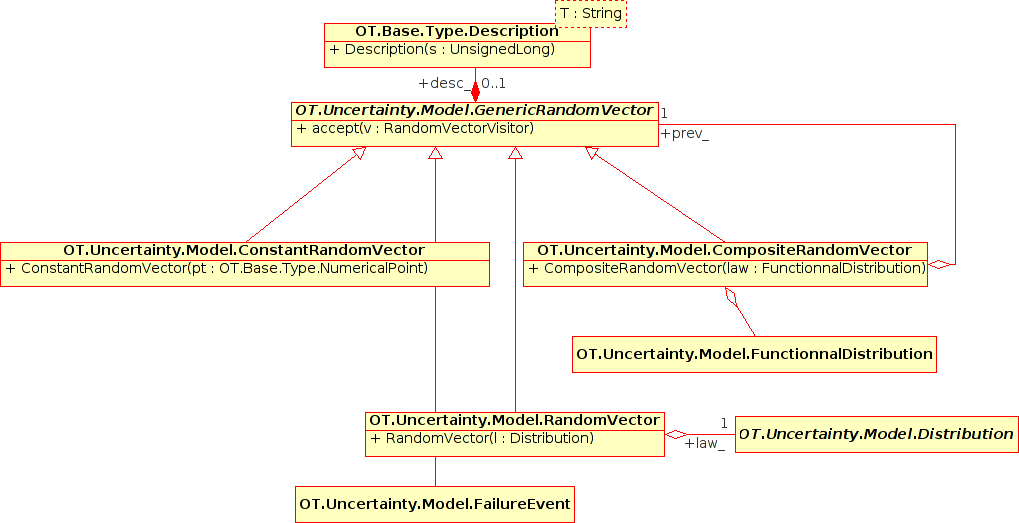 T : String
OT.Base.Type.Description
+ Description(s : UnsignedLong)
+desc_ 0..1
OT.Uncertainty.Model.GenericRandomVector
+ accept(v : RandomVectorVisitor)
1
+prev_
OT.Uncertainty.Model.ConstantRandomVector
+ ConstantRandomVector(pt : OT.Base.Type.NumericalPoint)
OT.Uncertainty.Model.CompositeRandomVector
+ CompositeRandomVector(law : FunctionnalDistribution)
OT.Uncertainty.Model.FunctionnalDistribution
OT.Uncertainty.Model.RandomVector
+ RandomVector(l : Distribution)
1
+law_
OT.Uncertainty.Model.Distribution
OT.Uncertainty.Model.FailureEvent